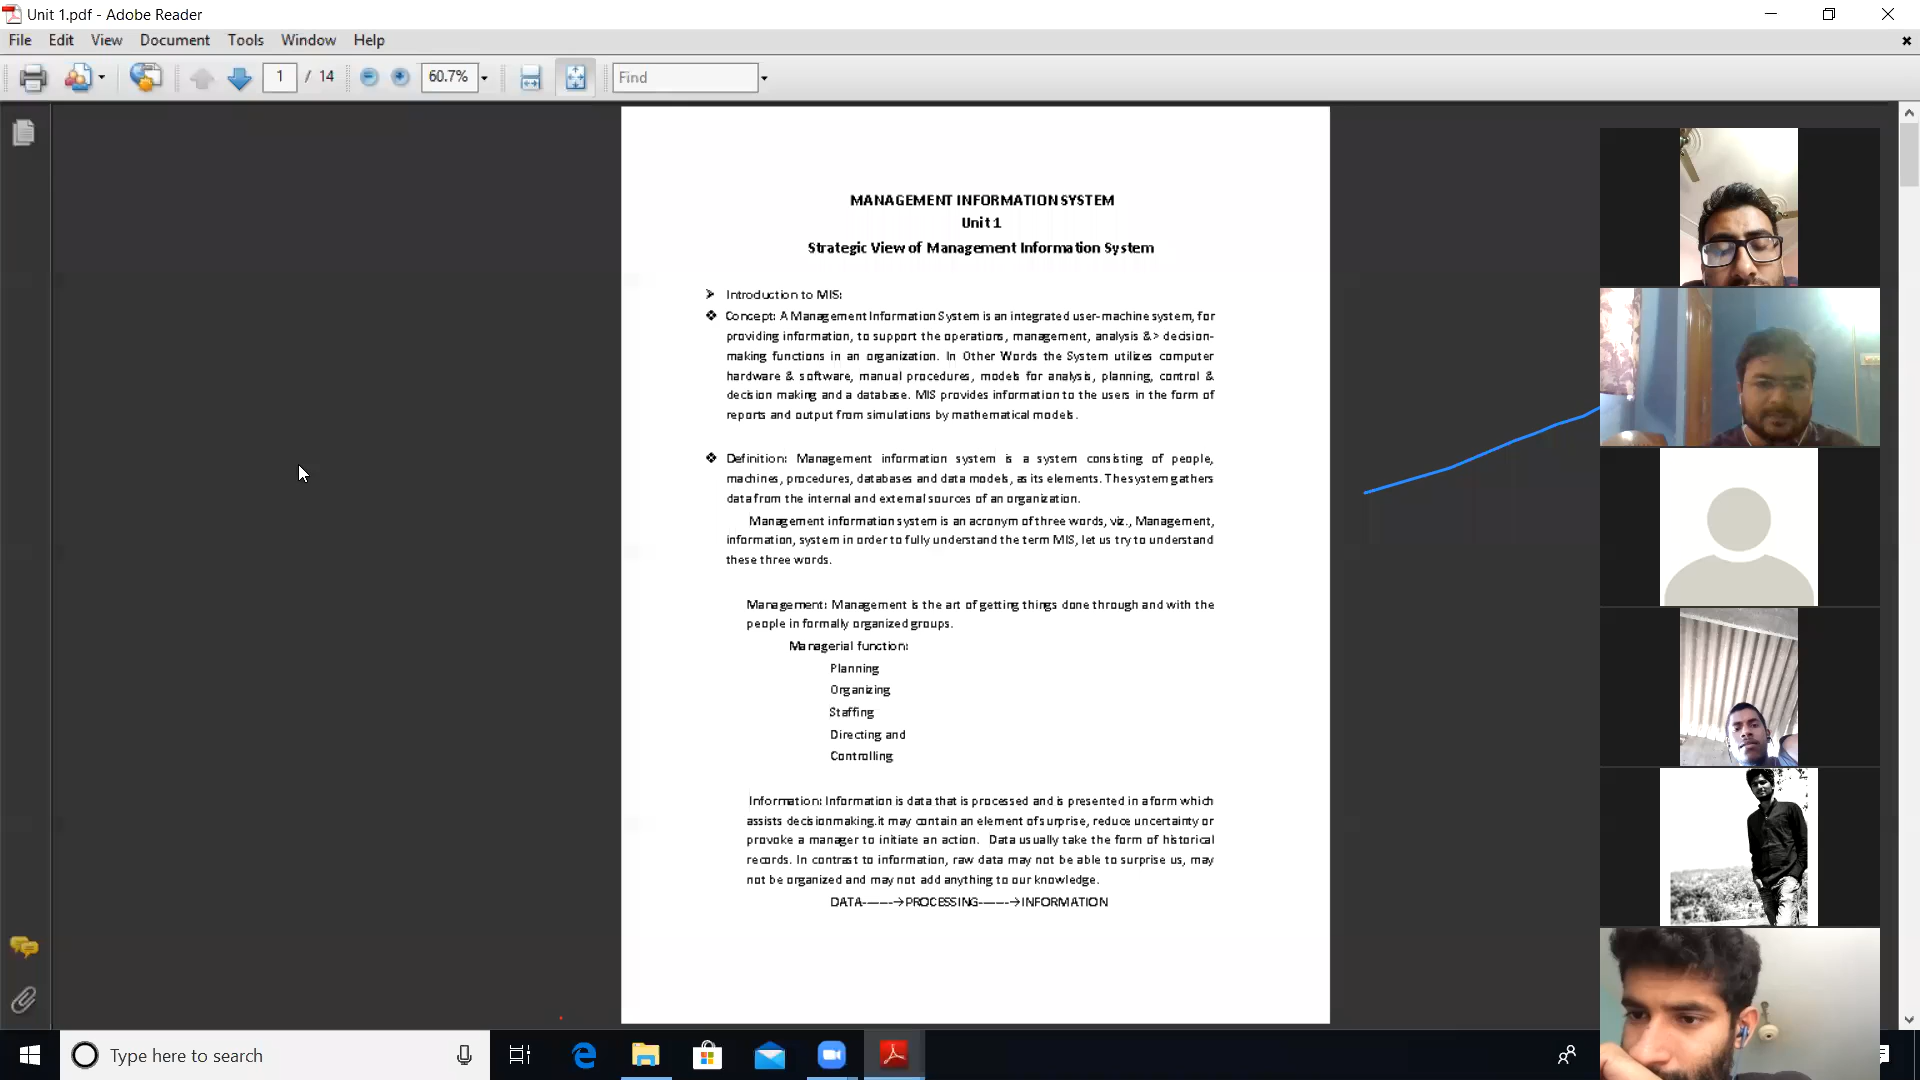 Unit 1.pdf - Adobe Reader
File Edit View Document Tools Window Help
1 / 14 60.7% Find
MANAGEMENT INFORMATION SYSTEM
Unit 1
Strategic View of Management Information System
➢ Introduction to MIS:
❖ Concept: A Management Information System is an integrated user-machine system, for
providing information, to support the operations, management, analysis &> decision-
making functions in an organization. In Other Words the System utilizes computer
hardware & software, manual procedures, models for analysis, planning, control &
decision making and a database. MIS provides information to the users in the form of
reports and output from simulations by mathematical models.
❖ Definition: Management information system is a system consisting of people,
machines, procedures, databases and data models, as its elements. The system gathers
data from the internal and external sources of an organization.
Management information system is an acronym of three words, viz., Management,
information, system in order to fully understand the term MIS, let us try to understand
these three words.
Management: Management is the art of getting things done through and with the
people in formally organized groups.
Managerial function:
Planning
Organizing
Staffing
Directing and
Controlling
Information: Information is data that is processed and is presented in a form which
assists decision making.it may contain an element of surprise, reduce uncertainty or
provoke a manager to initiate an action. Data usually take the form of historical
records. In contrast to information, raw data may not be able to surprise us, may
not be organized and may not add anything to our knowledge.
DATA-------→PROCESSING-------→INFORMATION
Type here to search